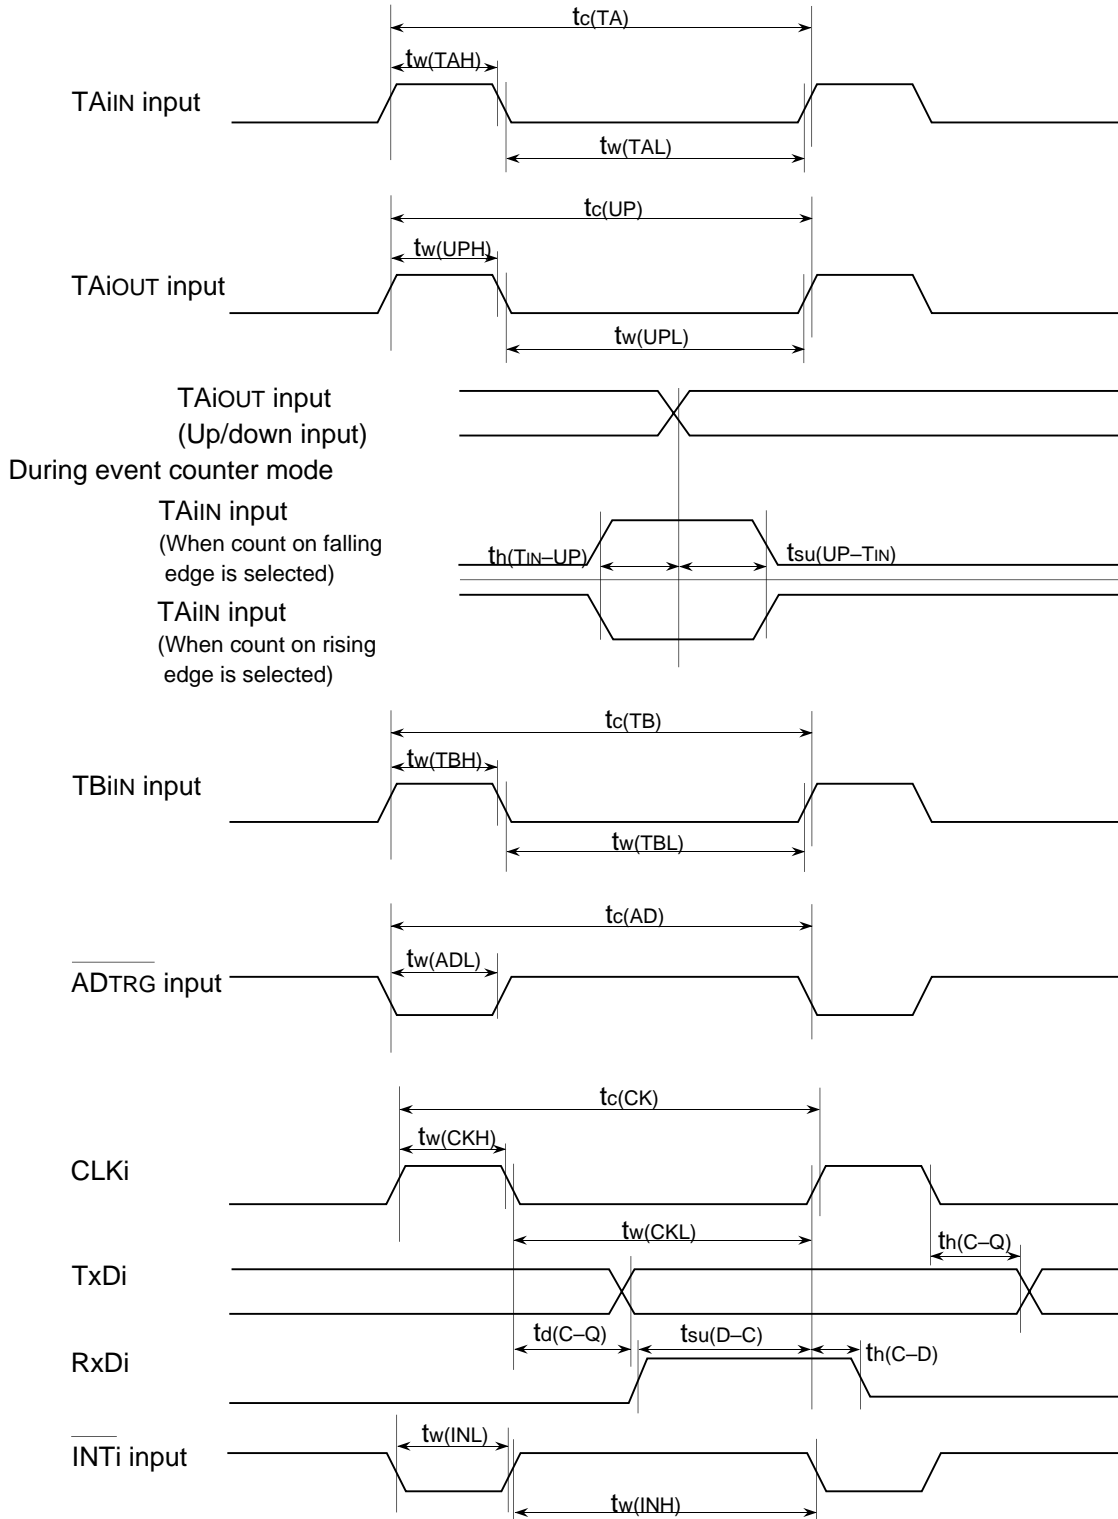 tc(TA)
tw(TAH)
TAiIN input
tw(TAL)
tc(UP)
tw(UPH)
TAiOUT input
tw(UPL)
TAiOUT input
(Up/down input)
During event counter mode
TAiIN input
(When count on falling
edge is selected)
th(TIN–UP)
tsu(UP–TIN)
TAiIN input
(When count on rising
edge is selected)
tc(TB)
tw(TBH)
TBiIN input
tw(TBL)
tc(AD)
tw(ADL)
ADTRG input
tc(CK)
tw(CKH)
CLKi
tw(CKL)
th(C–Q)
TxDi
td(C–Q)
tsu(D–C)
th(C–D)
RxDi
tw(INL)
INTi input
tw(INH)